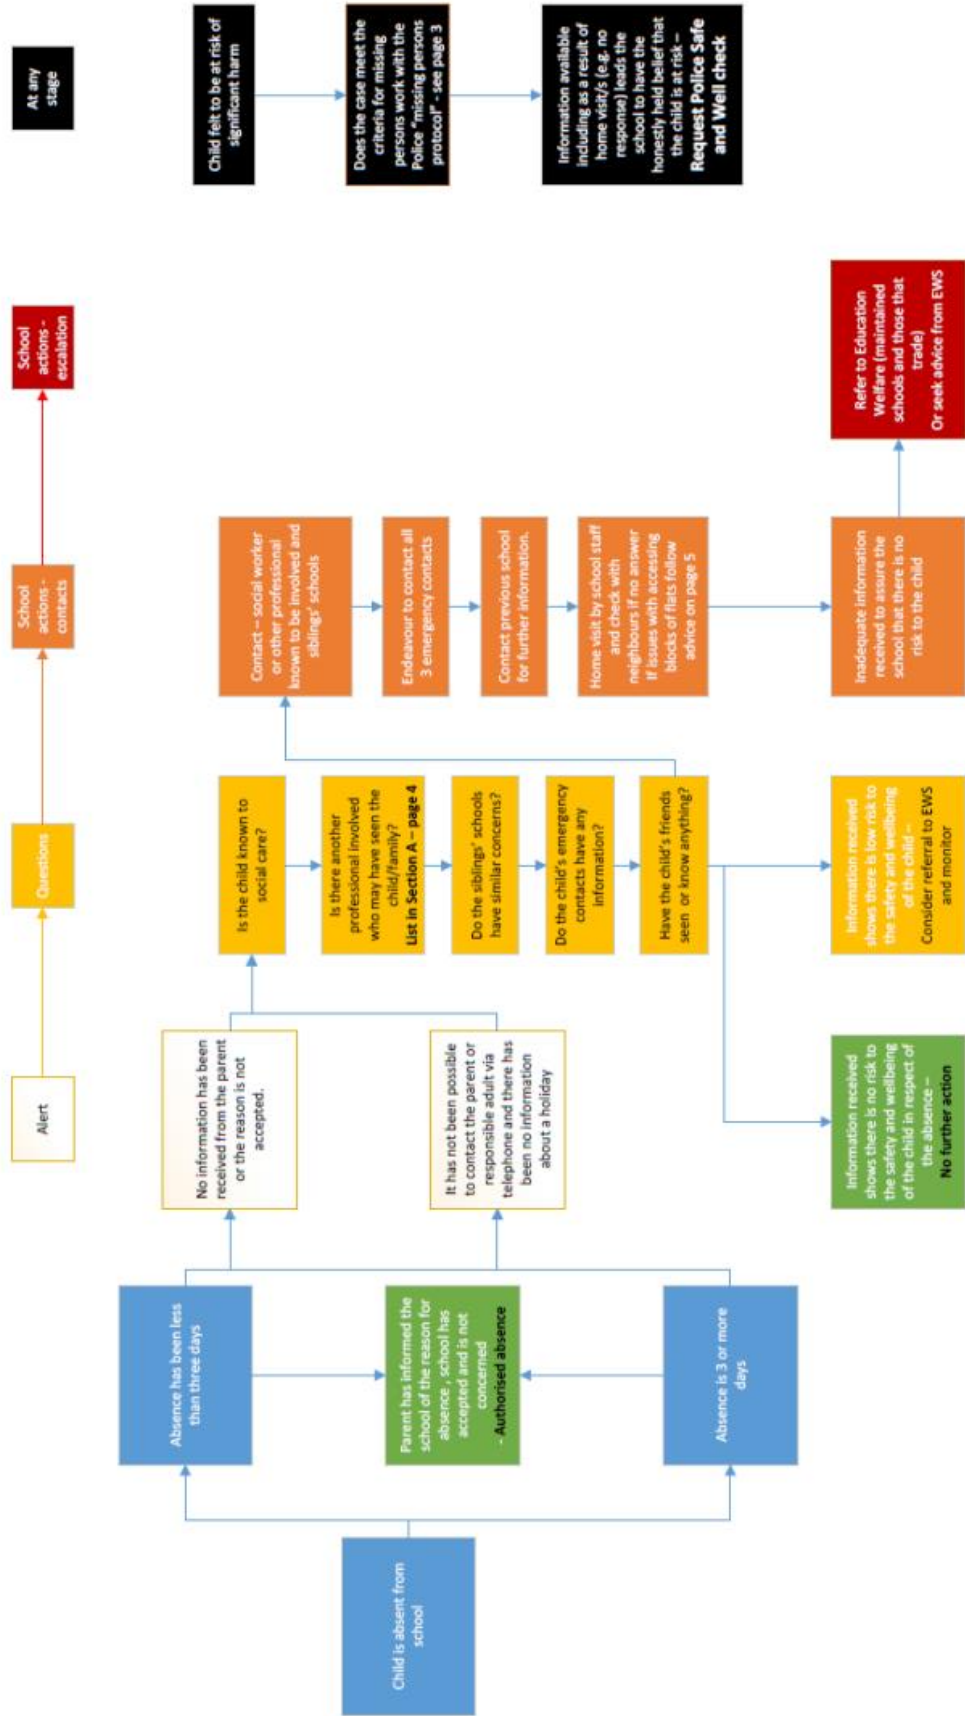 Alert
Questions
School
actions -
contacts
School
actions -
escalation
At any
stage
Child is absent from
school
Absence has been less
than three days
Parent has informed the
school of the reason for
absence , school has
accepted and is not
concerned
- Authorised absence
Absence is 3 or more
days
No information has been
received from the parent
or the reason is not
accepted.
It has not been possible
to contact the parent or
responsible adult via
telephone and there has
been no information
about a holiday
Is the child known to
social care?
Is there another
professional involved
who may have seen the
child/family?
List in Section A – page 4
Do the siblings' schools
have similar concerns?
Do the child's emergency
contacts have any
information?
Have the child's friends
seen or know anything?
Information received
shows there is no risk to
the safety and wellbeing
of the child in respect of
the absence –
No further action
Information received
shows there is low risk to
the safety and wellbeing
of the child –
Consider referral to EWS
and monitor
Contact – social worker
or other professional
known to be involved and
siblings' schools
Endeavour to contact all
3 emergency contacts
Contact previous school
for further information.
Home visit by school staff
and check with
neighbours if no answer
If issues with accessing
blocks of flats follow
advice on page 5
Inadequate information
received to assure the
school that there is no
risk to the child
Refer to Education
Welfare (maintained
schools and those that
trade)
Or seek advice from EWS
Child felt to be at risk of
significant harm
Does the case meet the
criteria for missing
persons work with the
Police "missing persons
protocol" - see page 3
Information available
including as a result of
home visit/s (e.g. no
response) leads the
school to have the
honestly held belief that
the child is at risk –
Request Police Safe
and Well check